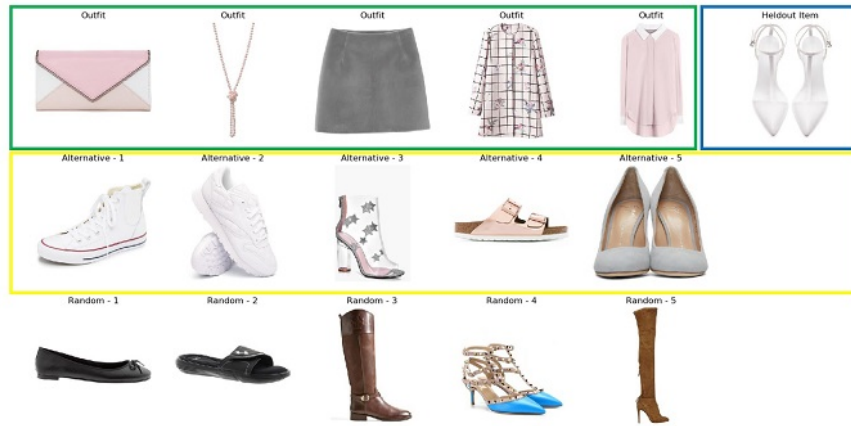 Outfit Outfit Outfit Outfit Outfit Heldout Item
Alternative - 1 Alternative - 2 Alternative - 3 Alternative - 4 Alternative - 5
Random - 1 Random - 2 Random - 3 Random - 4 Random - 5